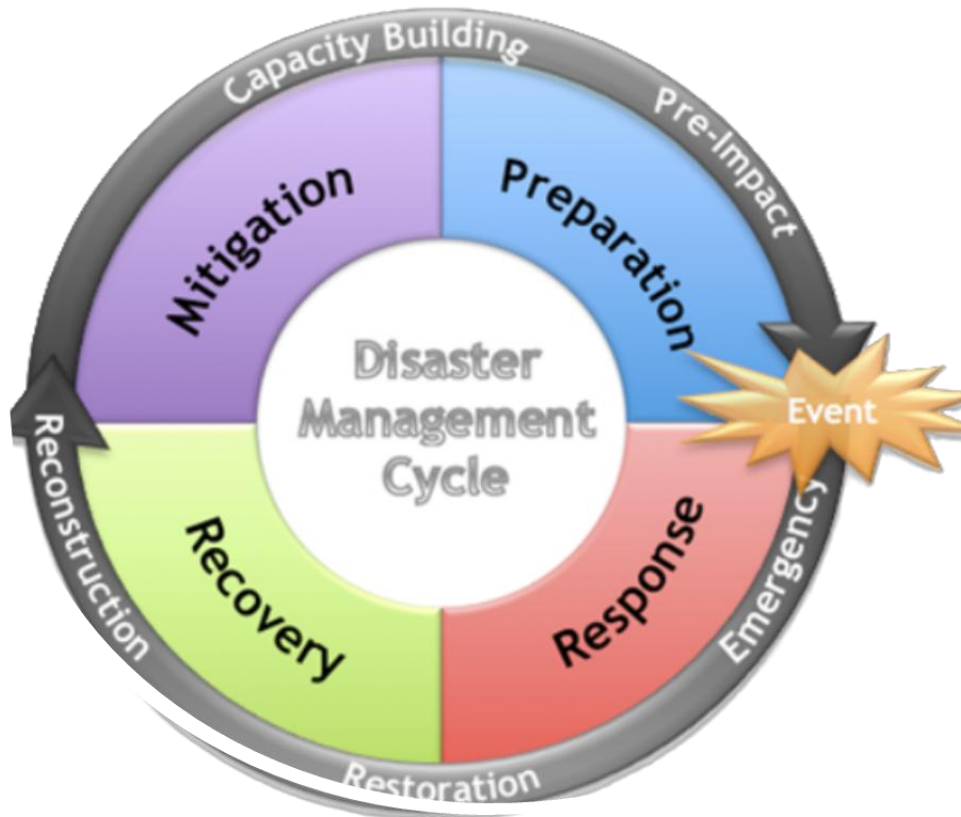 Capacity Building
Pre-Impact
Mitigation
Preparation
Disaster
Management
Cycle
Event
Reconstruction
Recovery
Response
Emergency
Restoration